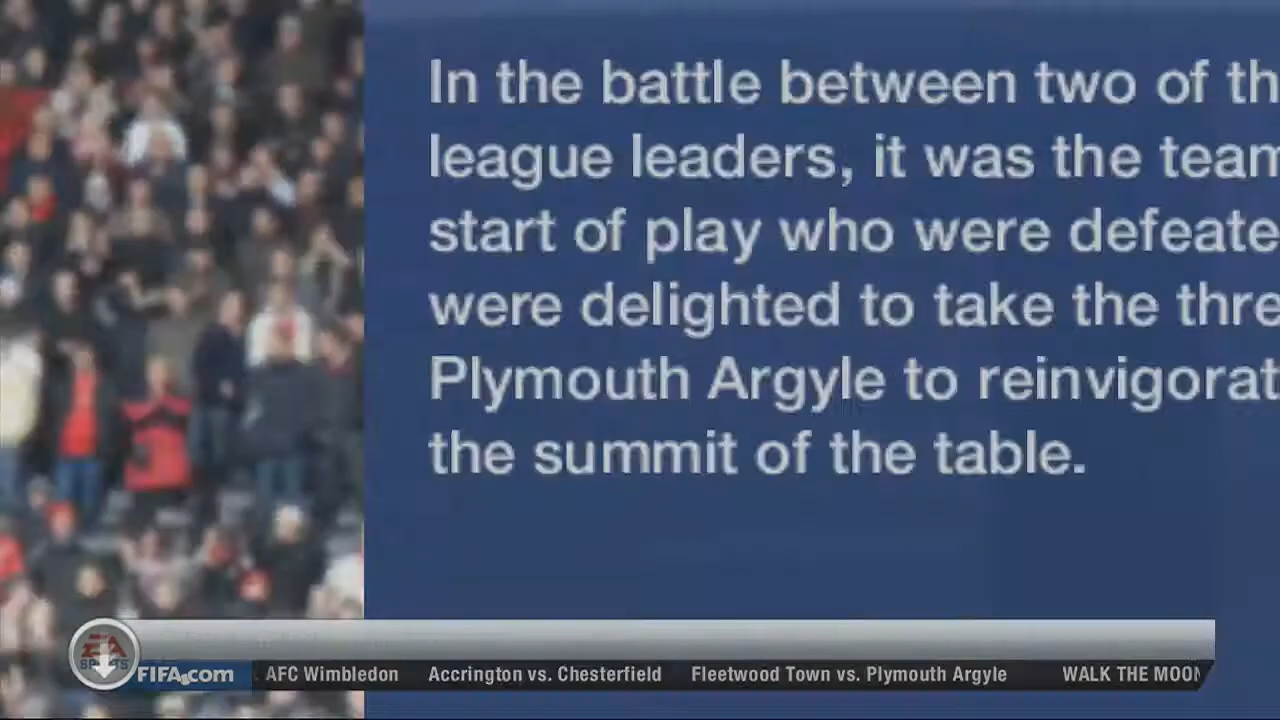 In the battle between two of th
league leaders, it was the team
start of play who were defeate
were delighted to take the thre
Plymouth Argyle to reinvigorat
the summit of the table.
EA
SPORTS
FIFA.com AFC Wimbledon Accrington vs. Chesterfield Fleetwood Town vs. Plymouth Argyle WALK THE MOON